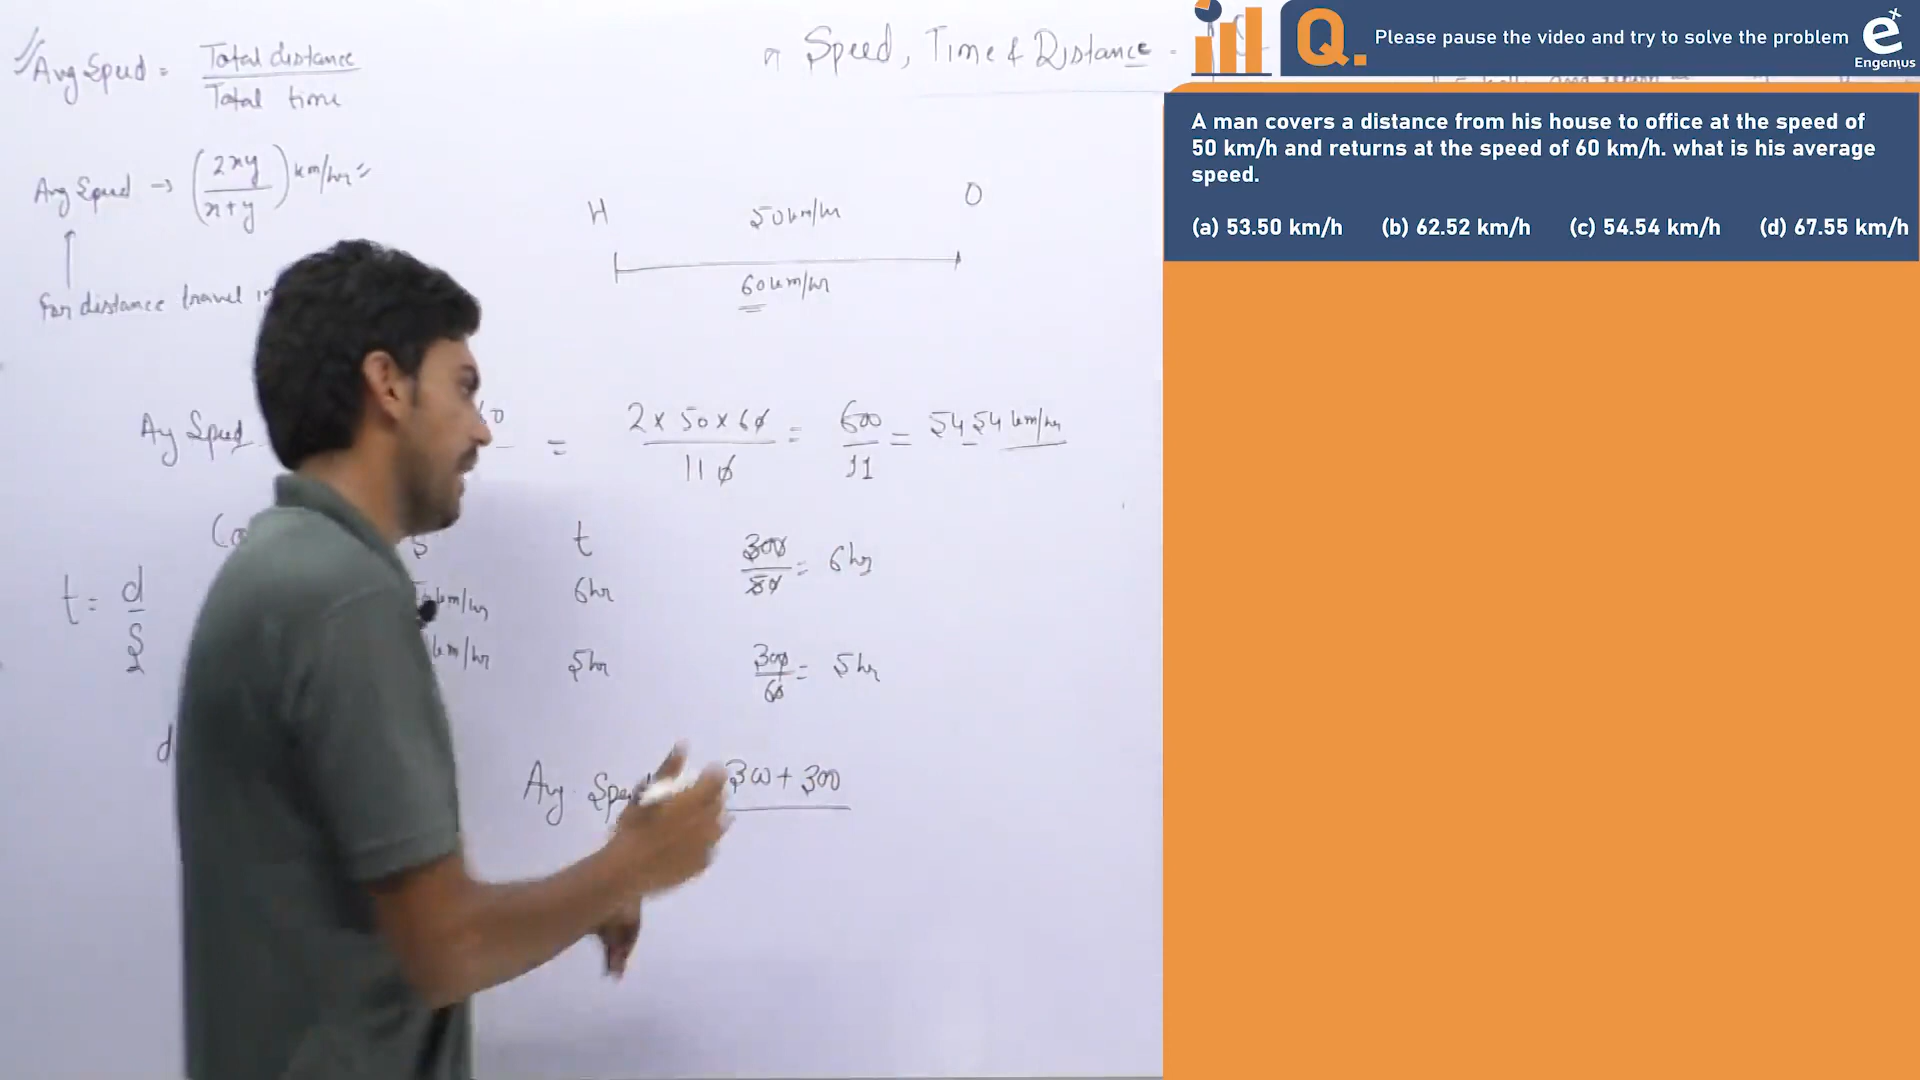 Avg Speed = Total distance
Total time
Avg Speed → (2xy / x+y) km/hr
For distance travel
Speed, Time & Distance -
H 50km/hr O
60km/hr
Avg Speed
60 = 2 x 50 x 60 / 110 = 600 / 11 = 54.54 km/hr
S t 300 / 50 = 6hr
t = d / S
km/hr 6hr
km/hr 5hr 300 / 60 = 5hr
d
Avg. 300 + 300
Q. Please pause the video and try to solve the problem
ex
Engenius
A man covers a distance from his house to office at the speed of
50 km/h and returns at the speed of 60 km/h. what is his average
speed.
(a) 53.50 km/h (b) 62.52 km/h (c) 54.54 km/h (d) 67.55 km/h